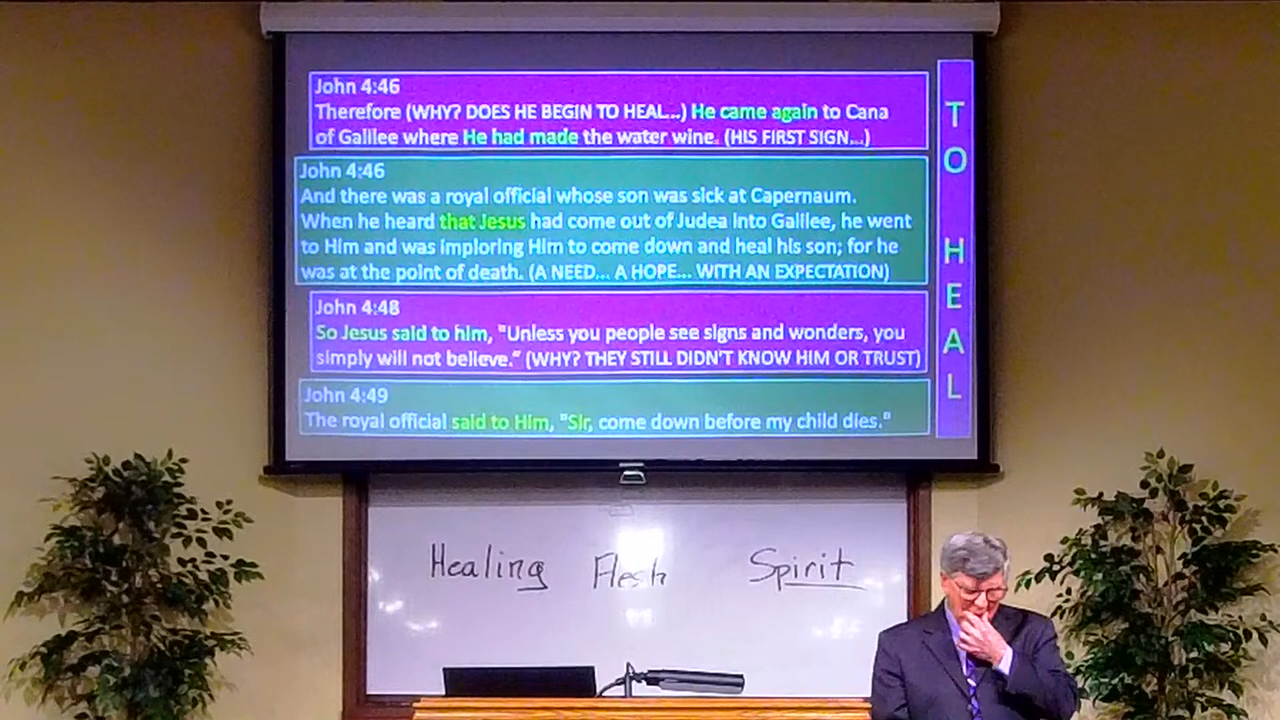 John 4:46
Therefore (WHY? DOES HE BEGIN TO HEAL...) He came again to Cana
of Galilee where He had made the water wine. (HIS FIRST SIGN...)
John 4:46
And there was a royal official whose son was sick at Capernaum.
When he heard that Jesus had come out of Judea into Galilee, he went
to Him and was imploring Him to come down and heal his son; for he
was at the point of death. (A NEED... A HOPE... WITH AN EXPECTATION)
John 4:48
So Jesus said to him, "Unless you people see signs and wonders, you
simply will not believe." (WHY? THEY STILL DIDN'T KNOW HIM OR TRUST)
John 4:49
The royal official said to Him, "Sir, come down before my child dies."
TO HEAL
Healing Flesh Spirit